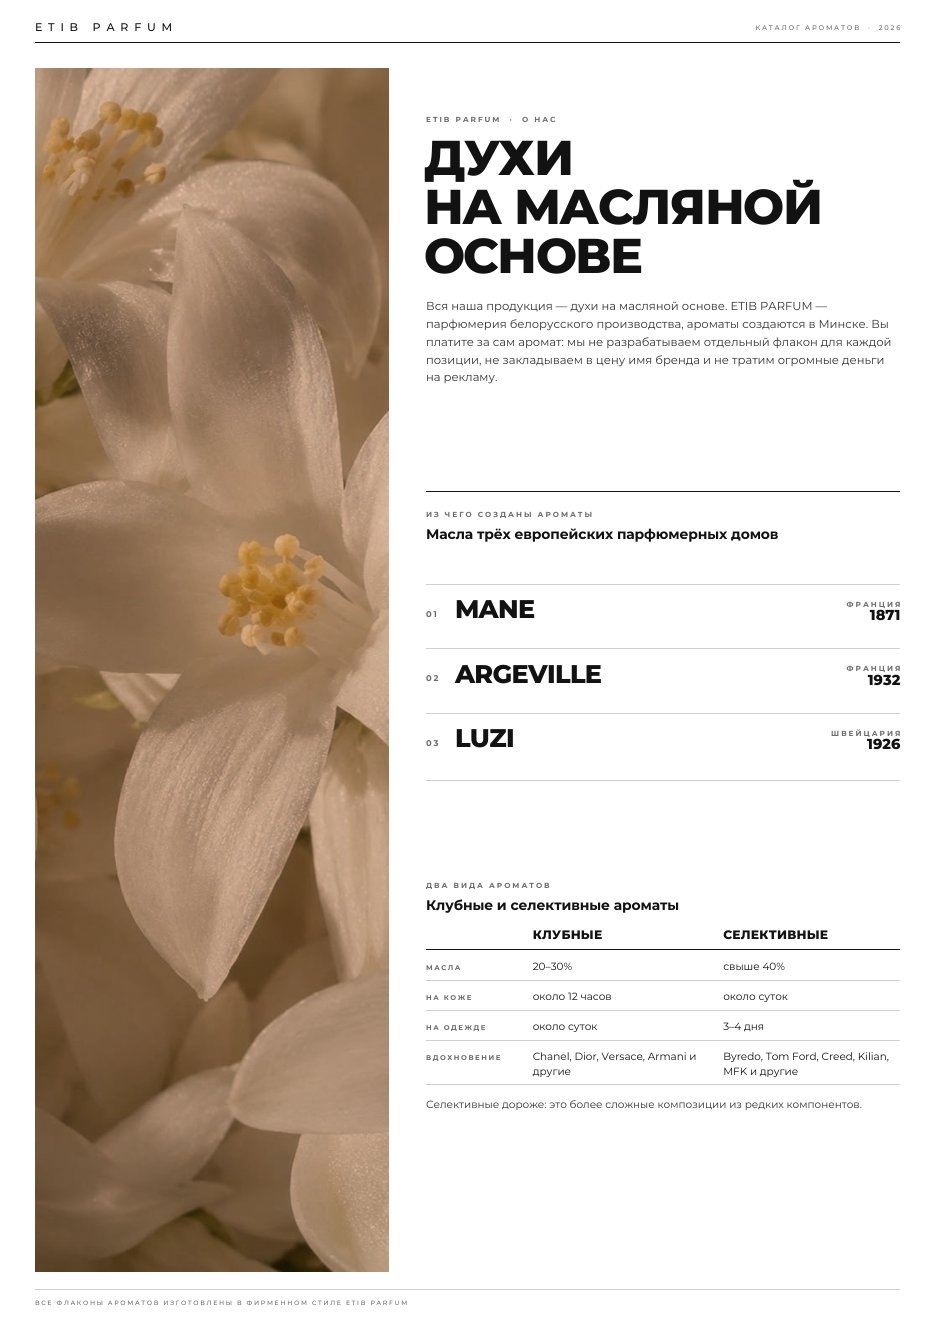 ETIB PARFUM
КАТАЛОГ АРОМАТОВ · 2026
ETIB PARFUM · О НАС
ДУХИ
НА МАСЛЯНОЙ
ОСНОВЕ
Вся наша продукция — духи на масляной основе. ETIB PARFUM —
парфюмерия белорусского производства, ароматы создаются в Минске. Вы
платите за сам аромат: мы не разрабатываем отдельный флакон для каждой
позиции, не закладываем в цену имя бренда и не тратим огромные деньги
на рекламу.
ИЗ ЧЕГО СОЗДАНЫ АРОМАТЫ
Масла трёх европейских парфюмерных домов
01 MANE ФРАНЦИЯ
1871
02 ARGEVILLE ФРАНЦИЯ
1932
03 LUZI ШВЕЙЦАРИЯ
1926
ДВА ВИДА АРОМАТОВ
Клубные и селективные ароматы
КЛУБНЫЕ СЕЛЕКТИВНЫЕ
МАСЛА 20–30% свыше 40%
НА КОЖЕ около 12 часов около суток
НА ОДЕЖДЕ около суток 3–4 дня
ВДОХНОВЕНИЕ Chanel, Dior, Versace, Armani и Byredo, Tom Ford, Creed, Kilian,
другие MFK и другие
Селективные дороже: это более сложные композиции из редких компонентов.
ВСЕ ФЛАКОНЫ АРОМАТОВ ИЗГОТОВЛЕНЫ В ФИРМЕННОМ СТИЛЕ ETIB PARFUM